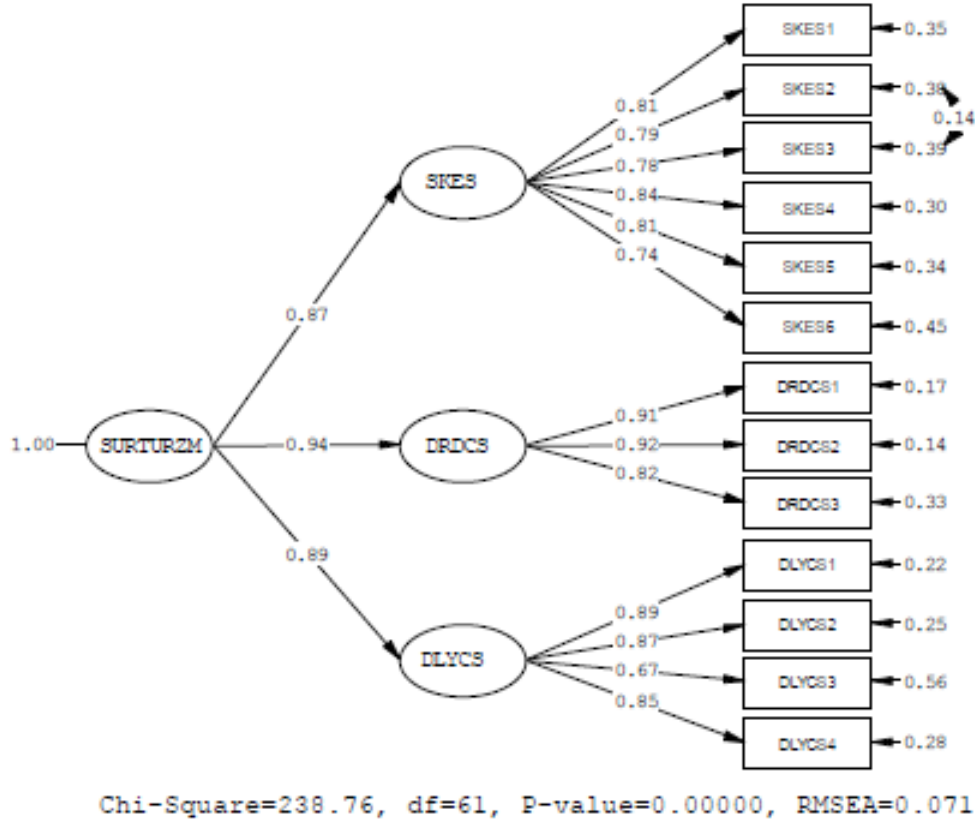 SKES1 0.35
SKES2 0.38
0.14
SKES3 0.39
SKES4 0.30
SKES5 0.34
SKES6 0.45
0.81
0.79
0.78
0.84
0.81
0.74
SKES
0.87
DRDCS1 0.17
DRDCS2 0.14
DRDCS3 0.33
0.91
0.92
0.82
1.00 SURTURZM 0.94 DRDCS
0.89
DLYCS1 0.22
DLYCS2 0.25
DLYCS3 0.56
DLYCS4 0.28
0.89
0.87
0.67
0.85
DLYCS
Chi-Square=238.76, df=61, P-value=0.00000, RMSEA=0.071